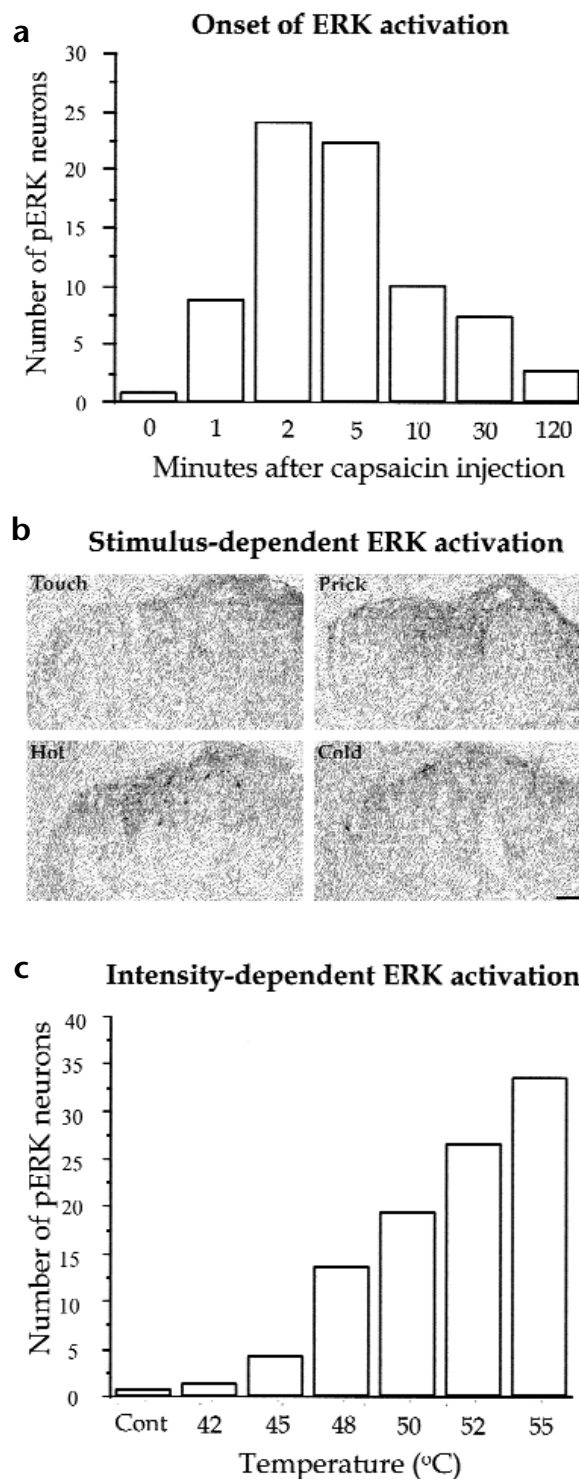 a
Onset of ERK activation
Number of pERK neurons
30
25
20
15
10
5
0
0 1 2 5 10 30 120
Minutes after capsaicin injection
b
Stimulus-dependent ERK activation
Touch Prick
Hot Cold
c
Intensity-dependent ERK activation
Number of pERK neurons
40
35
30
25
20
15
10
5
0
Cont 42 45 48 50 52 55
Temperature (ºC)